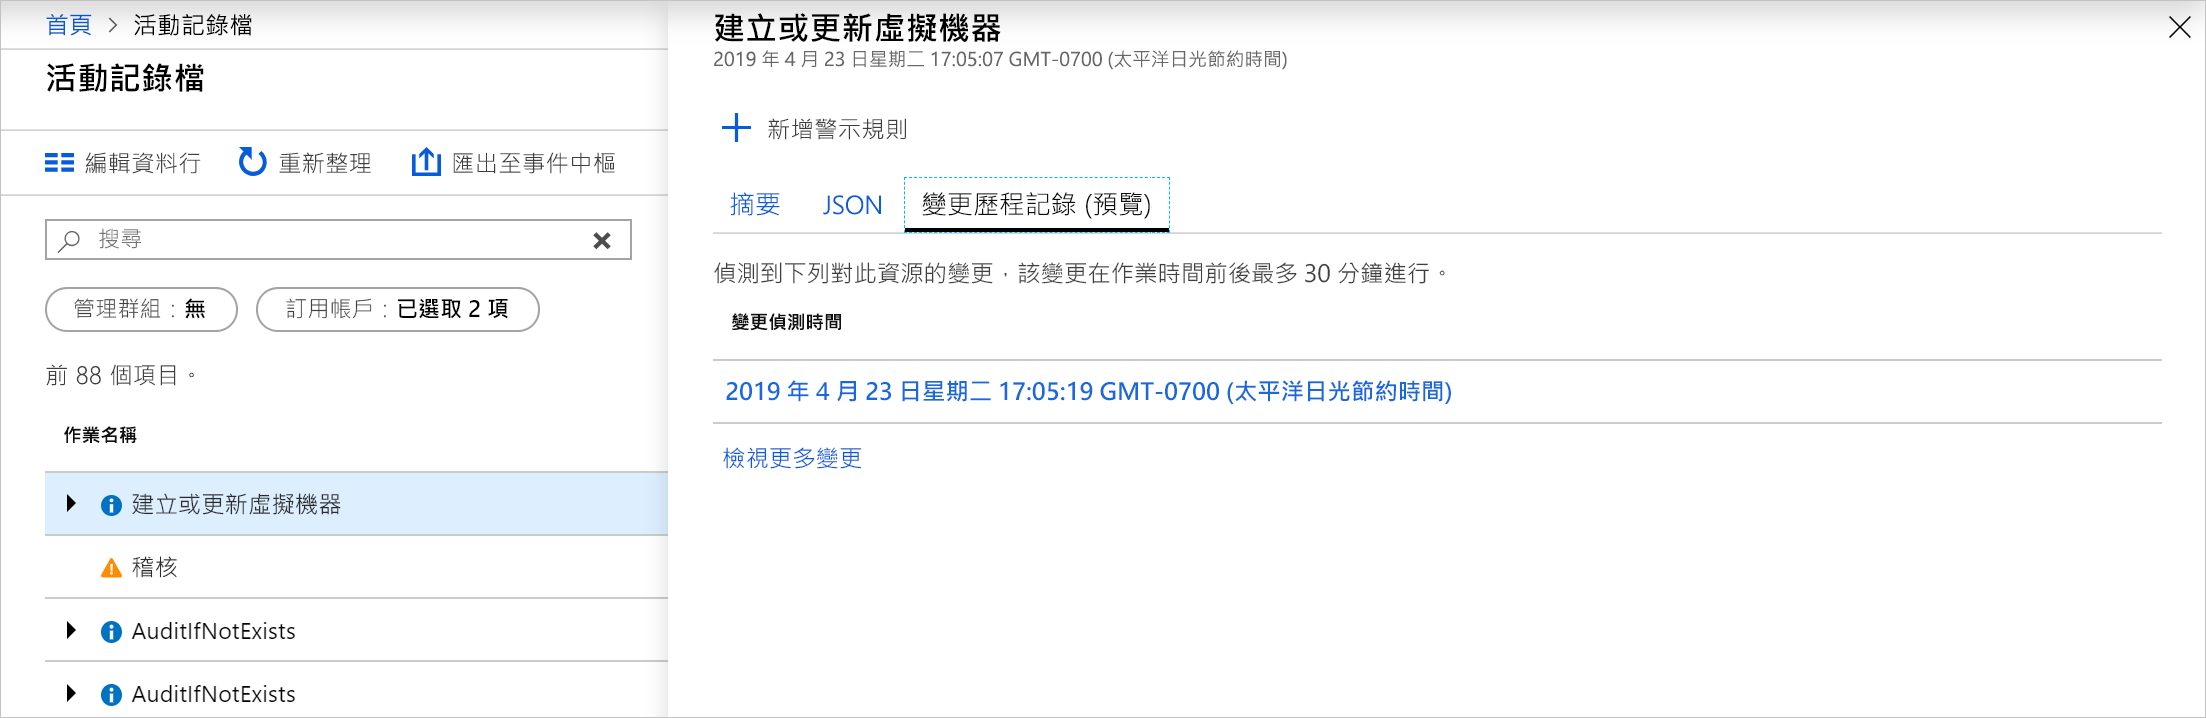 首頁 > 活動記錄檔
活動記錄檔
編輯資料行 重新整理 匯出至事件中樞
搜尋
管理群組：無 訂用帳戶：已選取 2 項
前 88 個項目。
作業名稱
建立或更新虛擬機器
稽核
AuditIfNotExists
AuditIfNotExists
建立或更新虛擬機器
2019 年 4 月 23 日星期二 17:05:07 GMT-0700 (太平洋日光節約時間)
新增警示規則
摘要 JSON 變更歷程記錄 (預覽)
偵測到下列對此資源的變更，該變更在作業時間前後最多 30 分鐘進行。
變更偵測時間
2019 年 4 月 23 日星期二 17:05:19 GMT-0700 (太平洋日光節約時間)
檢視更多變更